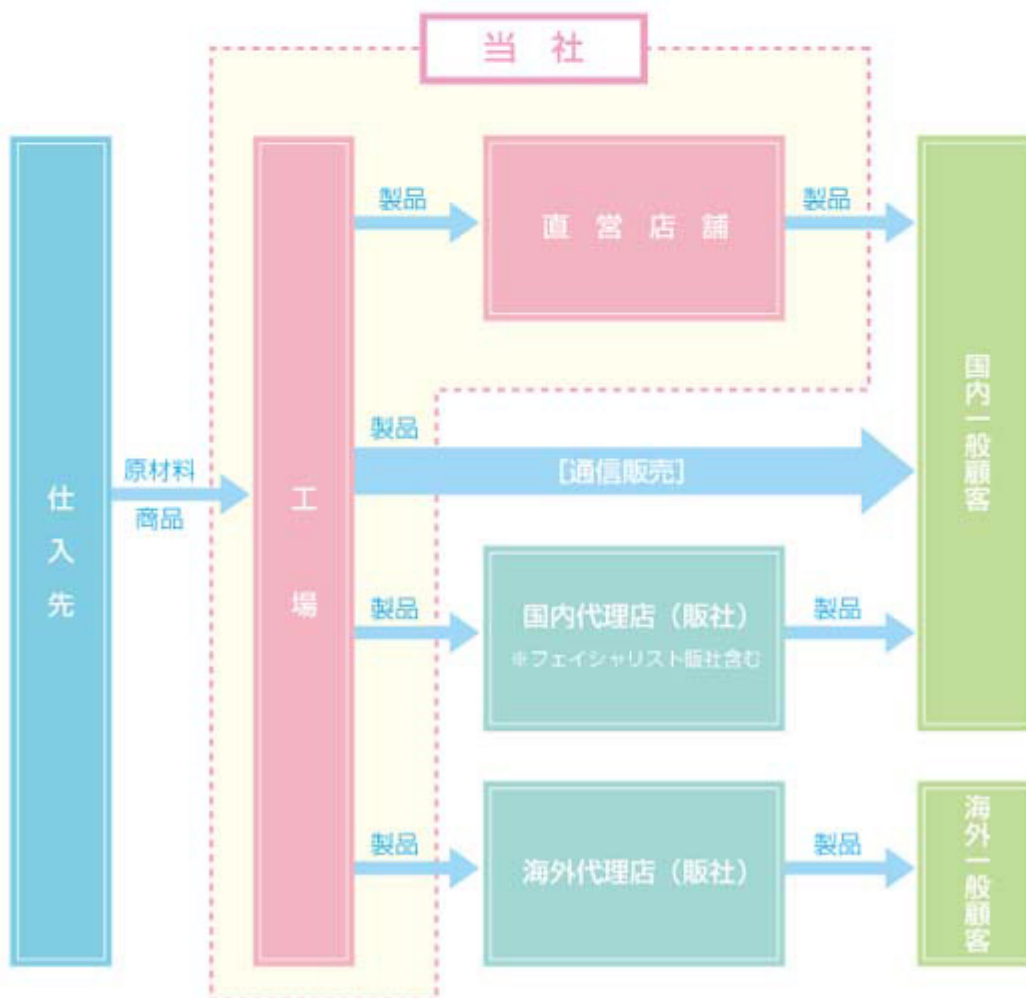 当社
仕入先
原材料
商品
工場
製品
直営店舗
製品
製品
[通信販売]
製品
国内代理店（販社）
※フェイシャリスト販社含む
製品
国内一般顧客
製品
海外代理店（販社）
製品
海外一般顧客